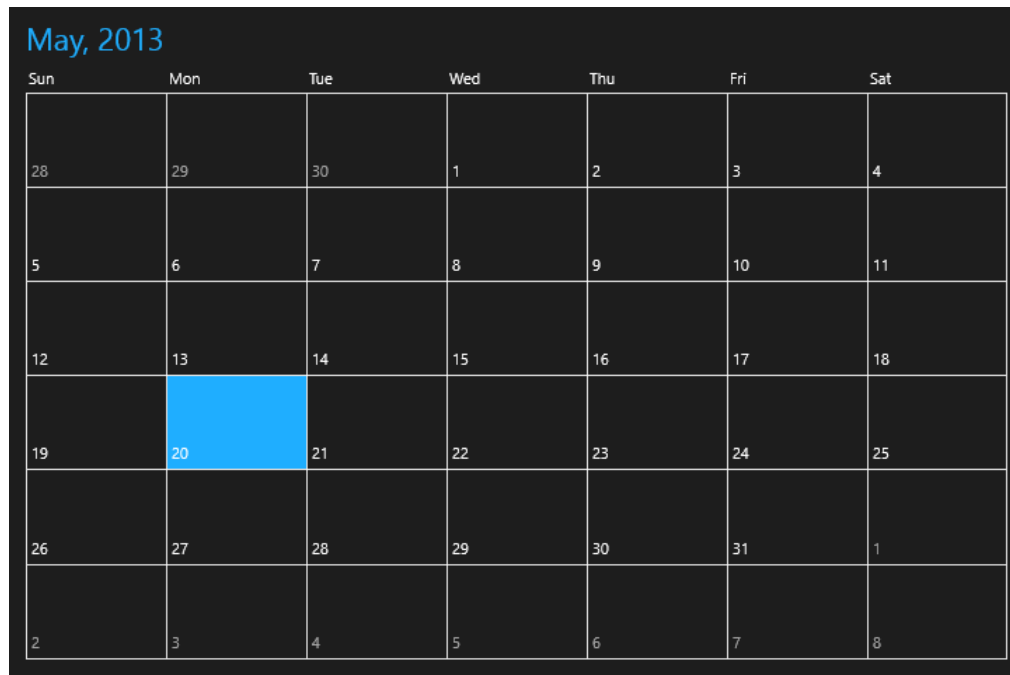 May, 2013
Sun Mon Tue Wed Thu Fri Sat
28 29 30 1 2 3 4
5 6 7 8 9 10 11
12 13 14 15 16 17 18
19 20 21 22 23 24 25
26 27 28 29 30 31 1
2 3 4 5 6 7 8